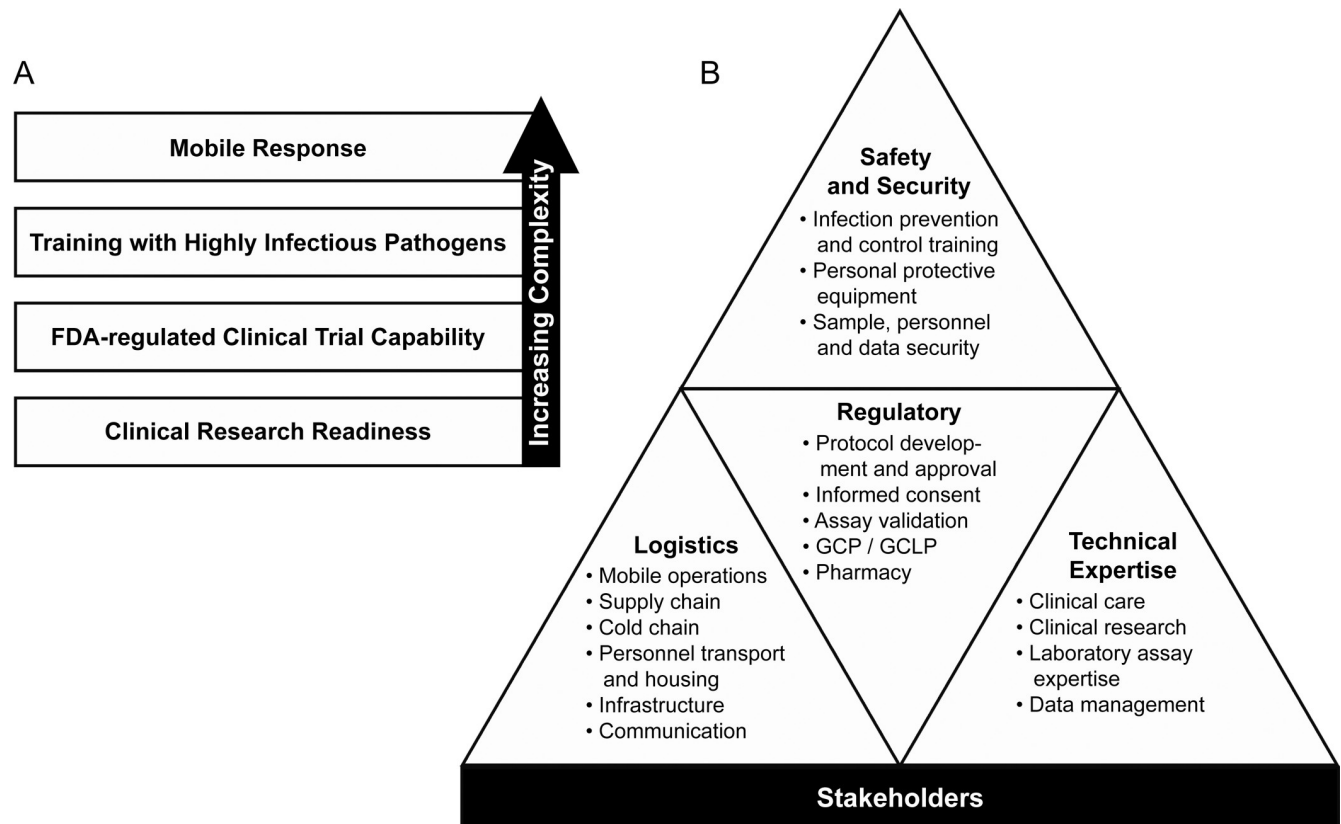 A
Mobile Response
Training with Highly Infectious Pathogens
FDA-regulated Clinical Trial Capability
Clinical Research Readiness
Increasing Complexity
B
Safety
and Security
• Infection prevention
and control training
• Personal protective
equipment
• Sample, personnel
and data security
Regulatory
• Protocol develop-
ment and approval
• Informed consent
• Assay validation
• GCP / GCLP
• Pharmacy
Logistics
• Mobile operations
• Supply chain
• Cold chain
• Personnel transport
and housing
• Infrastructure
• Communication
Technical
Expertise
• Clinical care
• Clinical research
• Laboratory assay
expertise
• Data management
Stakeholders